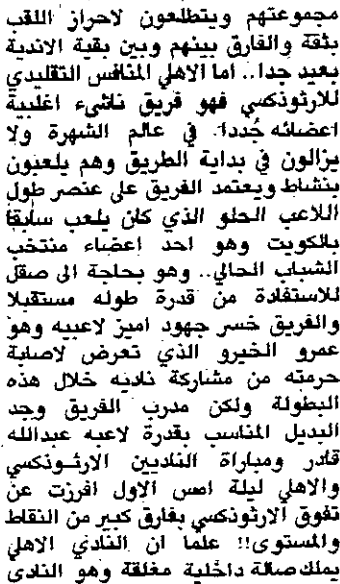 مجموعتهم ويتطلعون لاحراز اللقب
بثقة والفارق بينهم وبين بقية الاندية
بعيد جدا.. أما الاهلي المنافس التقليدي
للارثوذكسي فهو فريق ناشىء اغلبية
اعضائه جُددا. في عالم الشهرة ولا
يزالون في بداية الطريق وهم يلعبون
بنشاط ويعتمد الفريق على عنصر طول
اللاعب الحلو الذي كان يلعب سابقا
بالكويت وهو احد اعضاء منتخب
الشباب الحالي.. وهو بحاجة الى صقل
للاستفادة من قدرة طوله مستقبلا
والفريق خسر جهود اميز لاعبيه وهو
عمرو الخيرو الذي تعرض لاصابة
حرمته من مشاركة ناديه خلال هذه
البطولة ولكن مدرب الفريق وجد
البديل المناسب بقدرة لاعبه عبدالله
قادر ومباراة الناديين الارثوذكسي
والاهلي ليلة امس الاول افرزت عن
تفوق الارثوذكسي بفارق كبير من النقاط
والمستوى!! علما ان النادي الاهلي
يملك صالة داخلية مغلقة وهو النادي